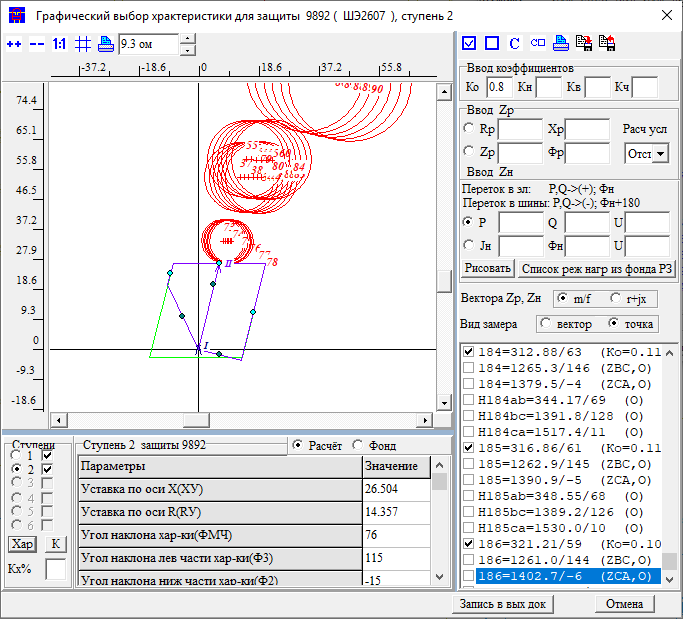 Графический выбор храктеристики для защиты 9892 ( ШЭ2607 ), ступень 2
++ -- 1:1 9.3 ом
-37.2 -18.6 0 18.6 37.2 55.8
74.4
65.1
55.8
46.5
37.2
27.9
18.6
9.3
0
-9.3
-18.6
78
II
I
C
Ввод коэффициентов
Ко 0.8 Кн Кв Кч
Ввод Zр
Rр Хр Расч усл
Zр Фр Отст
Ввод Zн
Переток в эл: P,Q->(+); Фн
Переток в шины: P,Q->(-); Фн+180
P Q U
Jн Фн U
Рисовать Список реж нагр из фонда РЗ
Вектора Zр, Zн m/f r+jx
Вид замера вектор точка
184=312.88/63 (Ко=0.11
184=1265.3/146 (ZBC,O)
184=1379.5/-4 (ZCA,O)
H184ab=344.17/69 (O)
H184bc=1391.8/128 (O)
H184ca=1517.4/11 (O)
185=316.86/61 (Ко=0.11
185=1262.9/145 (ZBC,O)
185=1390.9/-5 (ZCA,O)
H185ab=348.55/68 (O)
H185bc=1389.2/126 (O)
H185ca=1530.0/10 (O)
186=321.21/59 (Ко=0.10
186=1261.0/144 (ZBC,O)
186=1402.7/-6 (ZCA,O)
Ступени
1
2
3
4
5
6
Хар К
Кх%
Ступень 2 защиты 9892 Расчёт Фонд
Параметры Значение
Уставка по оси X(ХУ) 26.504
Уставка по оси R(RУ) 14.357
Угол наклона хар-ки(ФМЧ) 76
Угол наклона лев части хар-ки(Ф3) 115
Угол наклона ниж части хар-ки(Ф2) -15
Запись в вых док Отмена